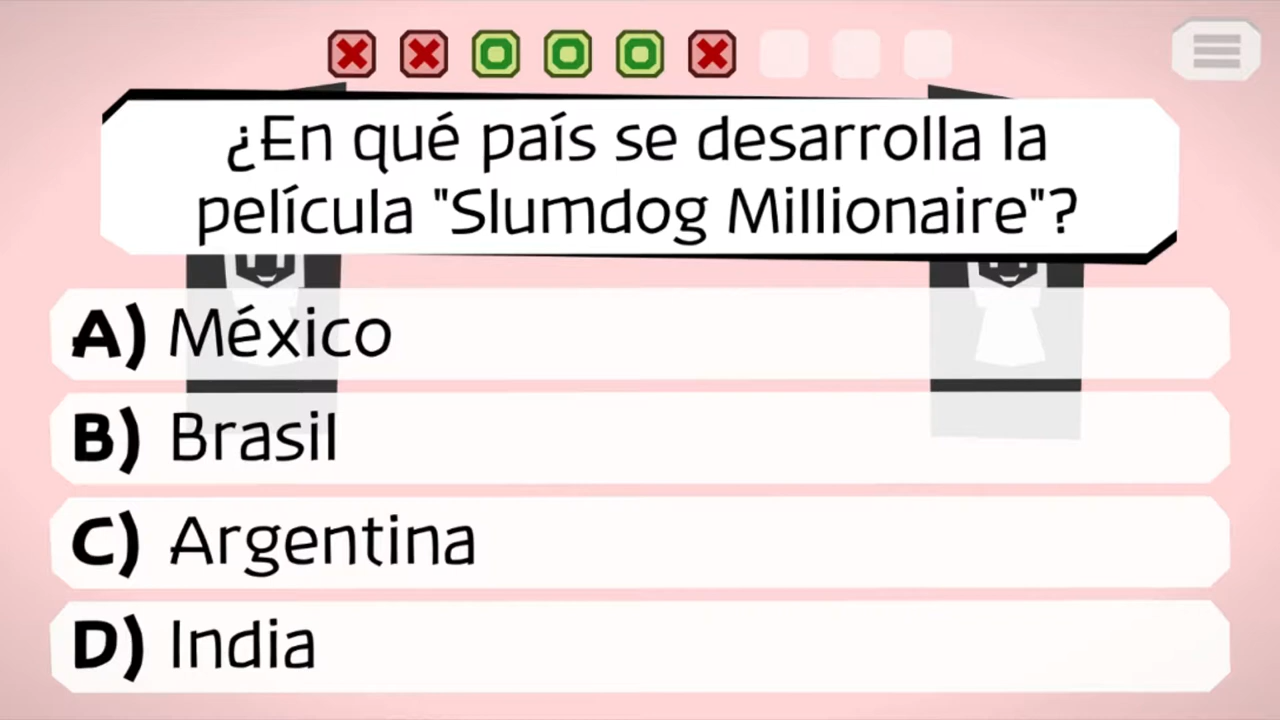 ¿En qué país se desarrolla la
película "Slumdog Millionaire"?
A) México
B) Brasil
C) Argentina
D) India